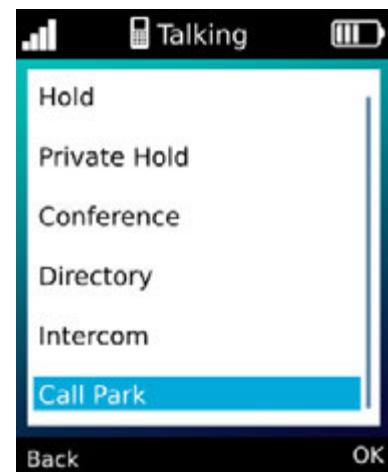 Talking
Hold
Private Hold
Conference
Directory
Intercom
Call Park
Back OK